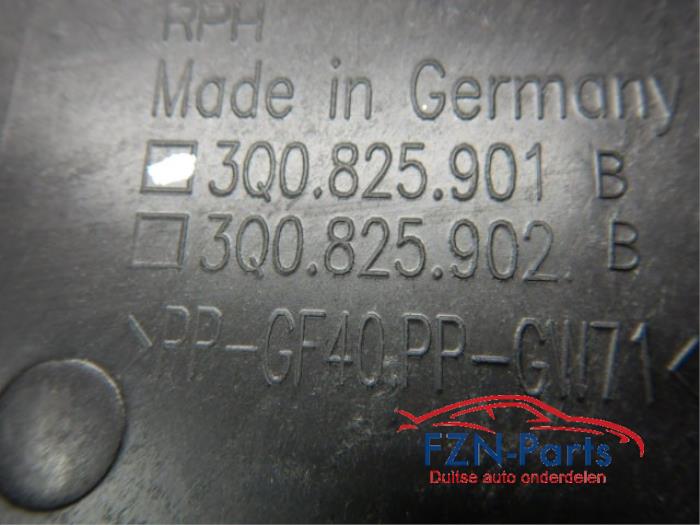 RPH
Made in Germany
3Q0.825.901 B
3Q0.825.902. B
>PP-GF40,PP-GW71<
FZN-Parts
Duitse auto onderdelen